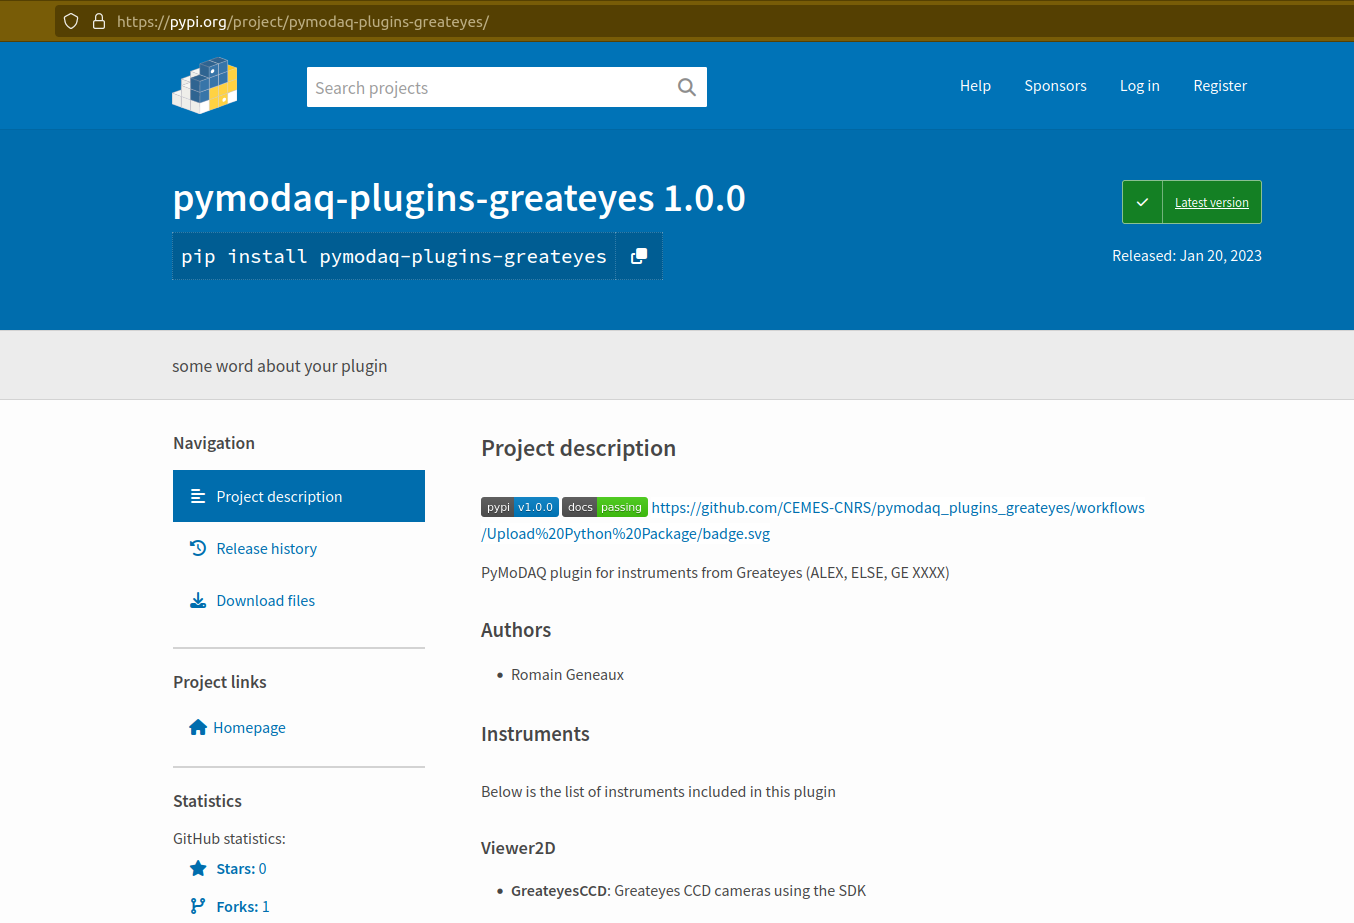 https://pypi.org/project/pymodaq-plugins-greateyes/
Search projects
Help
Sponsors
Log in
Register
pymodaq-plugins-greateyes 1.0.0
pip install pymodaq-plugins-greateyes
Latest version
Released: Jan 20, 2023
some word about your plugin
Navigation
Project description
Release history
Download files
Project links
Homepage
Statistics
GitHub statistics:
Stars: 0
Forks: 1
Project description
pypi v1.0.0 docs passing https://github.com/CEMES-CNRS/pymodaq_plugins_greateyes/workflows
/Upload%20Python%20Package/badge.svg
PyMoDAQ plugin for instruments from Greateyes (ALEX, ELSE, GE XXXX)
Authors
• Romain Geneaux
Instruments
Below is the list of instruments included in this plugin
Viewer2D
• GreateyesCCD: Greateyes CCD cameras using the SDK